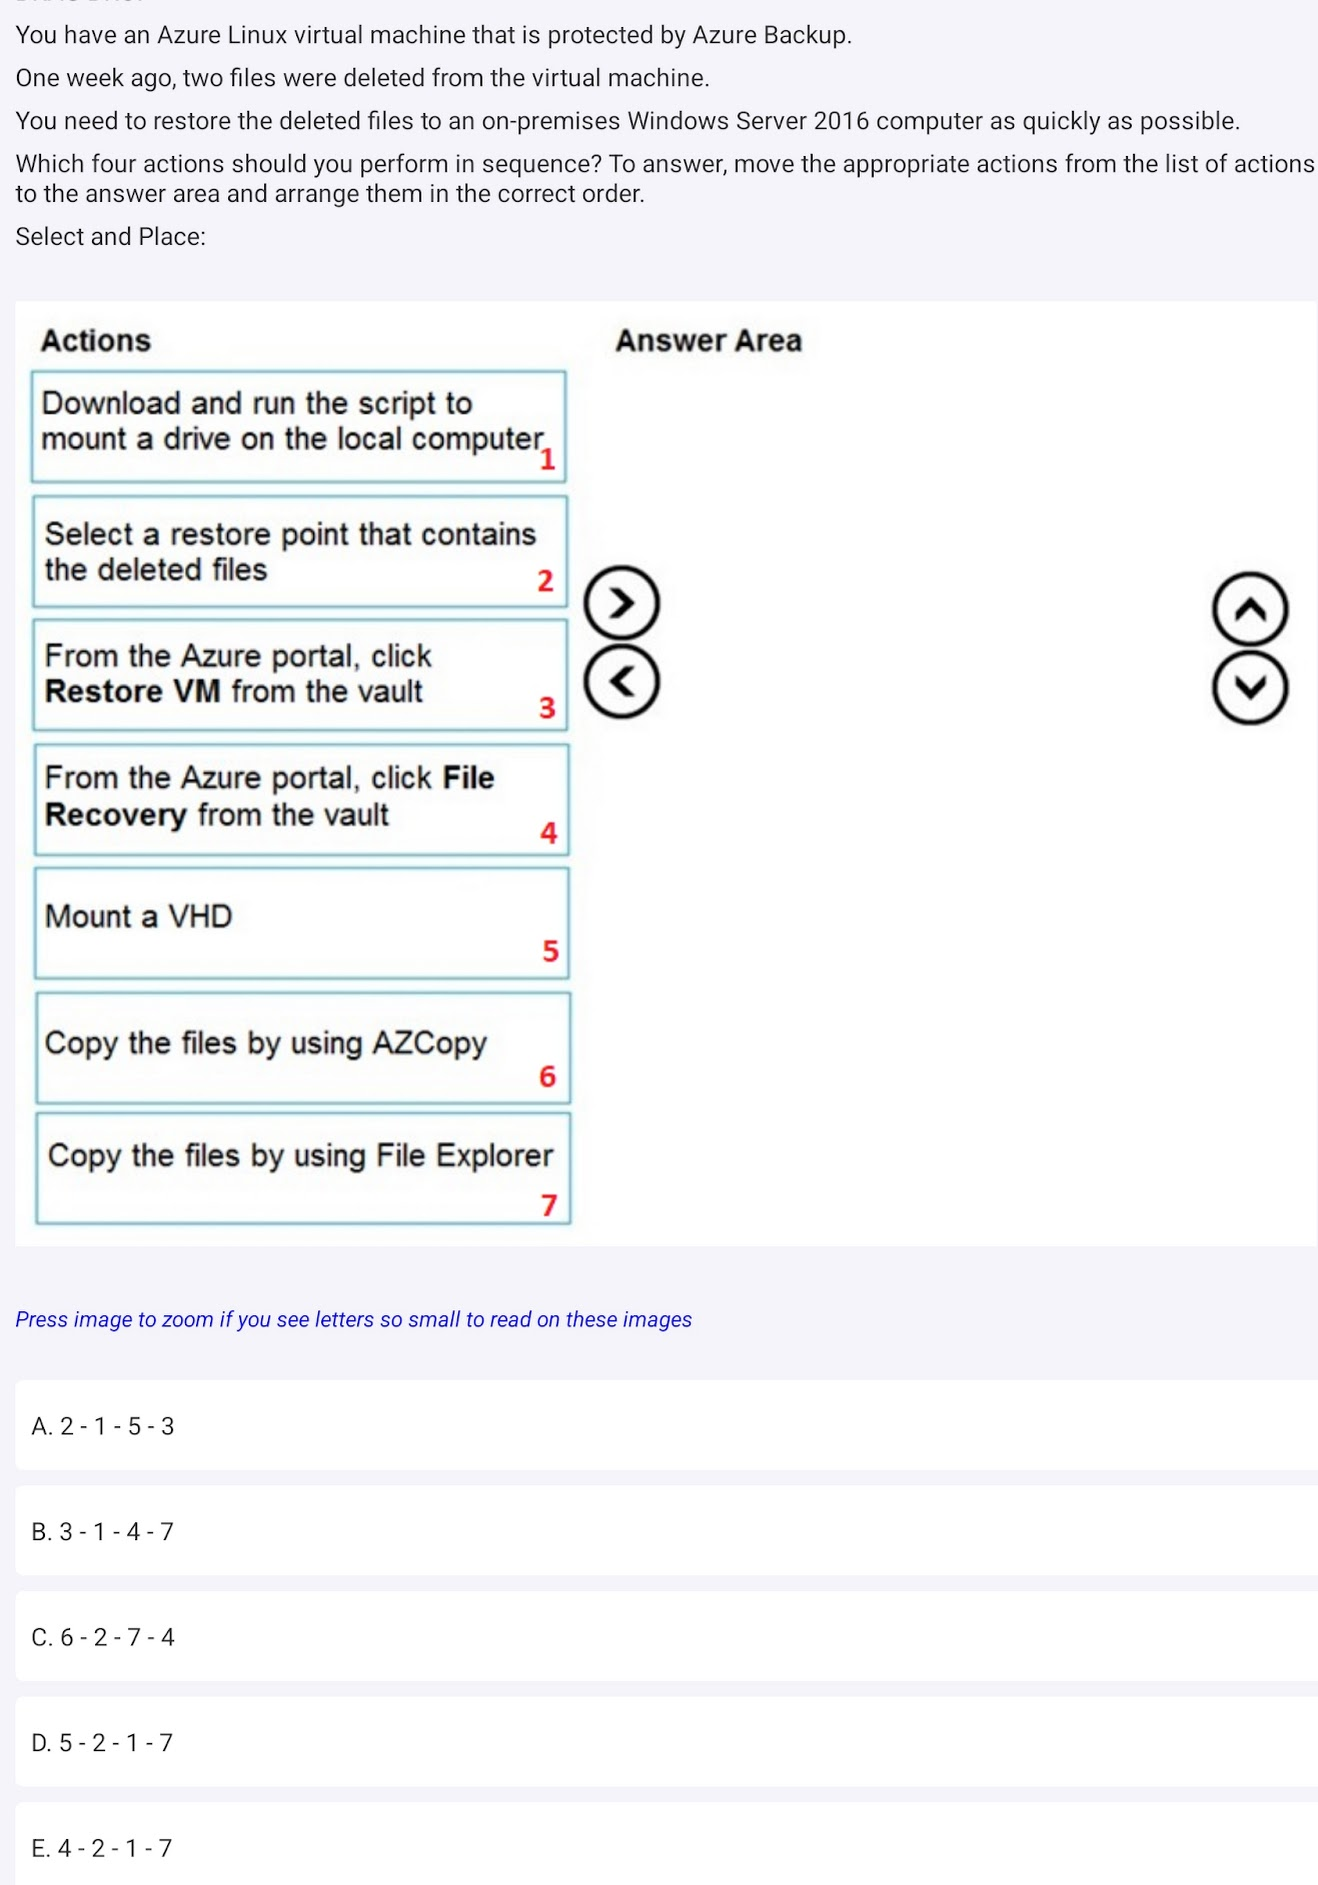 You have an Azure Linux virtual machine that is protected by Azure Backup.
One week ago, two files were deleted from the virtual machine.
You need to restore the deleted files to an on-premises Windows Server 2016 computer as quickly as possible.
Which four actions should you perform in sequence? To answer, move the appropriate actions from the list of actions
to the answer area and arrange them in the correct order.
Select and Place:
Actions
Answer Area
Download and run the script to
mount a drive on the local computer
1
Select a restore point that contains
the deleted files
2
From the Azure portal, click
Restore VM from the vault
3
From the Azure portal, click File
Recovery from the vault
4
Mount a VHD
5
Copy the files by using AZCopy
6
Copy the files by using File Explorer
7
Press image to zoom if you see letters so small to read on these images
A. 2 - 1 - 5 - 3
B. 3 - 1 - 4 - 7
C. 6 - 2 - 7 - 4
D. 5 - 2 - 1 - 7
E. 4 - 2 - 1 - 7